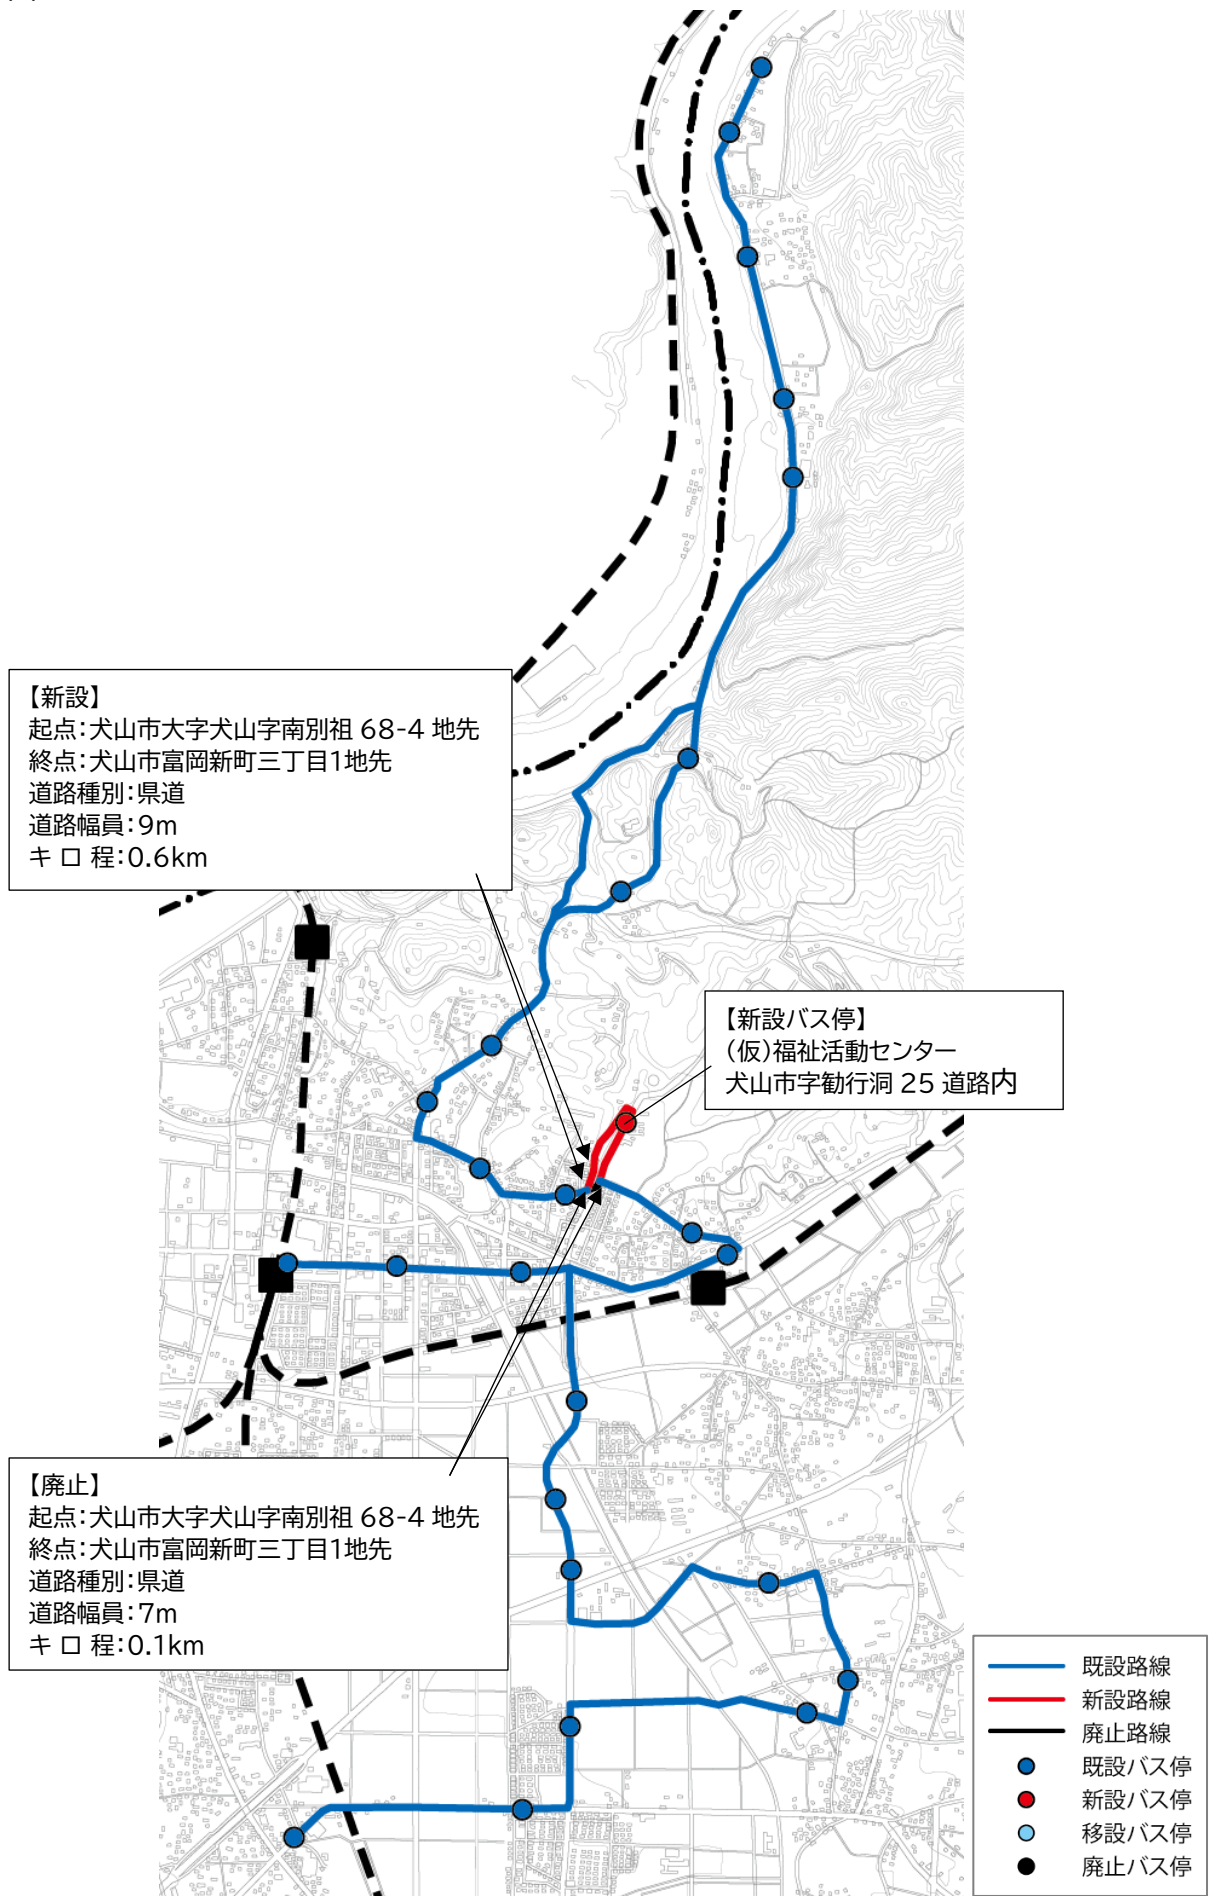 【新設】
起点：犬山市大字犬山字南別祖 68-4 地先
終点：犬山市富岡新町三丁目1地先
道路種別：県道
道路幅員：9m
キ ロ 程：0.6km
【新設バス停】
（仮）福祉活動センター
犬山市字勧行洞 25 道路内
【廃止】
起点：犬山市大字犬山字南別祖 68-4 地先
終点：犬山市富岡新町三丁目1地先
道路種別：県道
道路幅員：7m
キ ロ 程：0.1km
既設路線
新設路線
廃止路線
既設バス停
新設バス停
移設バス停
廃止バス停